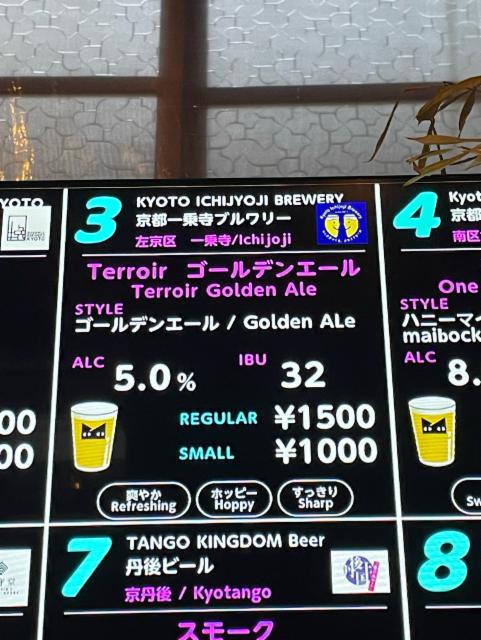 YOTO
KYOTO
00
00
3
KYOTO ICHIJYOJI BREWERY
京都一乗寺ブルワリー
左京区 一乗寺/Ichijoji
Terroir ゴールデンエール
Terroir Golden Ale
STYLE
ゴールデンエール / Golden ALe
ALC 5.0% IBU 32
REGULAR ¥1500
SMALL ¥1000
爽やか Refreshing
ホッピー Hoppy
すっきり Sharp
4
Kyot
京都
南区
One
STYLE
ハニーマイ
maibock
ALC
8.
Sw
7
TANGO KINGDOM Beer
丹後ビール
京丹後 / Kyotango
スモーク
8